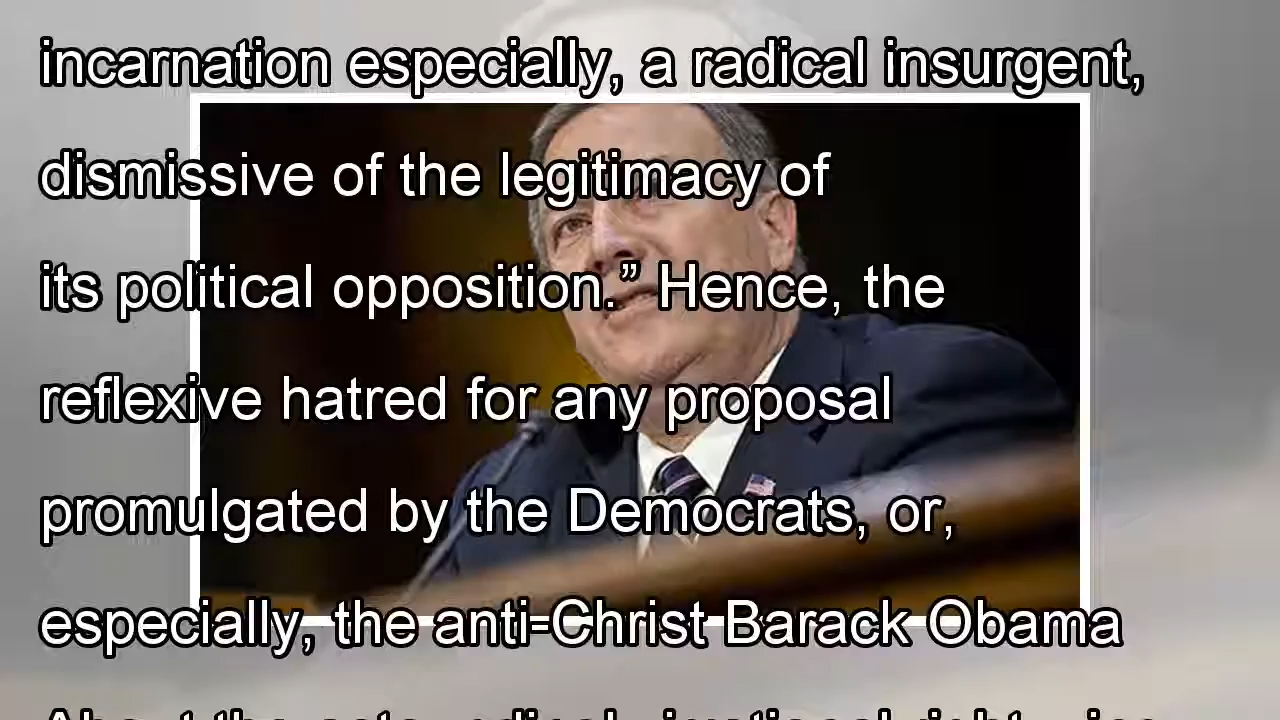 incarnation especially, a radical insurgent,
dismissive of the legitimacy of
its political opposition.” Hence, the
reflexive hatred for any proposal
promulgated by the Democrats, or,
especially, the anti-Christ Barack Obama